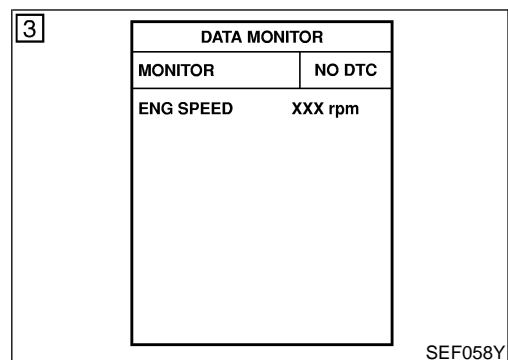 3
DATA MONITOR
MONITOR NO DTC
ENG SPEED XXX rpm
SEF058Y